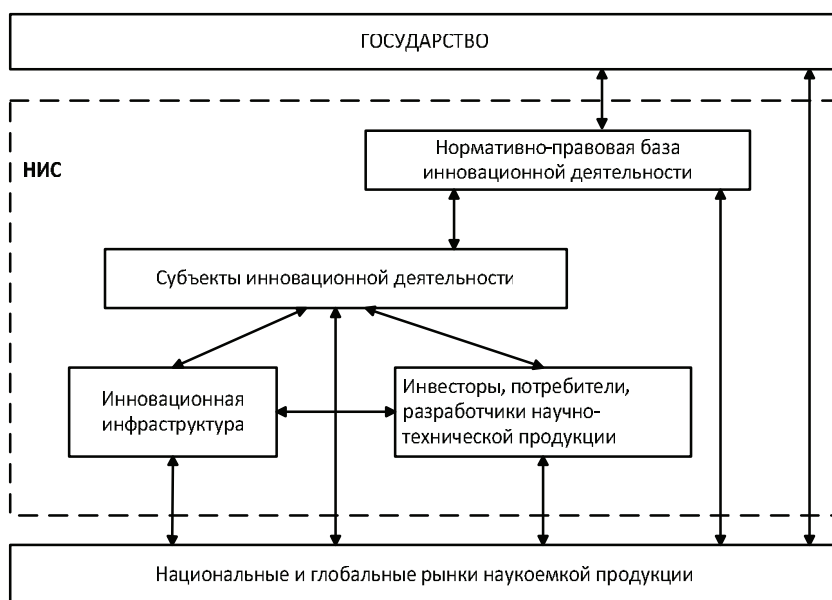 ГОСУДАРСТВО
НИС
Нормативно-правовая база
инновационной деятельности
Субъекты инновационной деятельности
Инновационная
инфраструктура
Инвесторы, потребители,
разработчики научно-
технической продукции
Национальные и глобальные рынки наукоемкой продукции